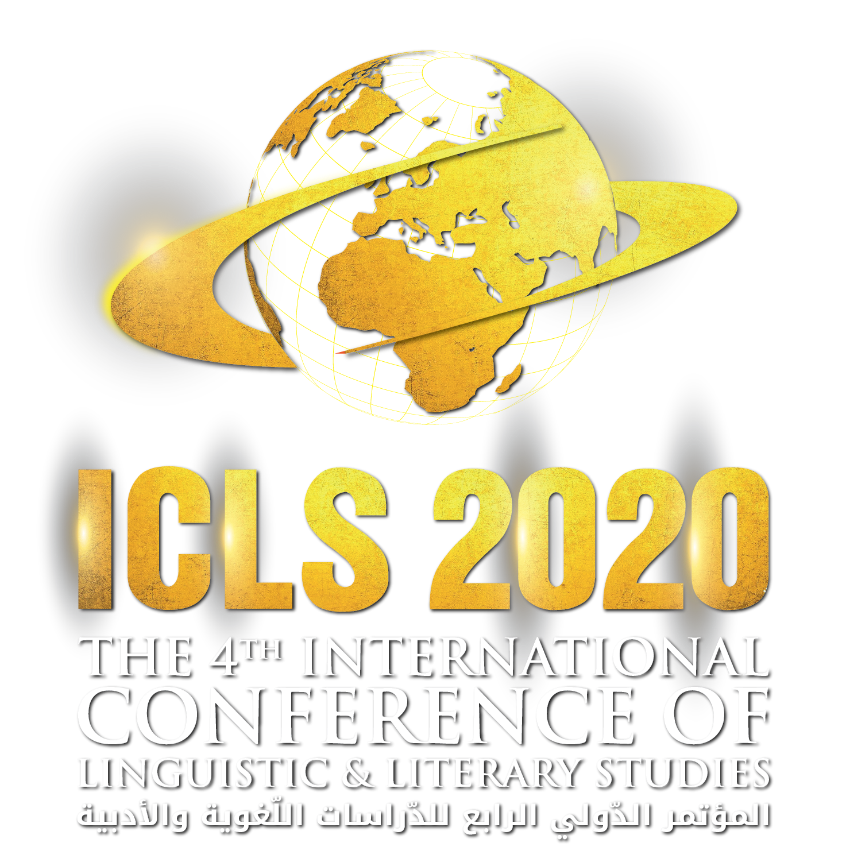 ICLS 2020
THE 4TH INTERNATIONAL
CONFERENCE OF
LINGUISTIC & LITERARY STUDIES
المؤتمر الدّولي الرابع للدّراسات اللّغوية والأدبية